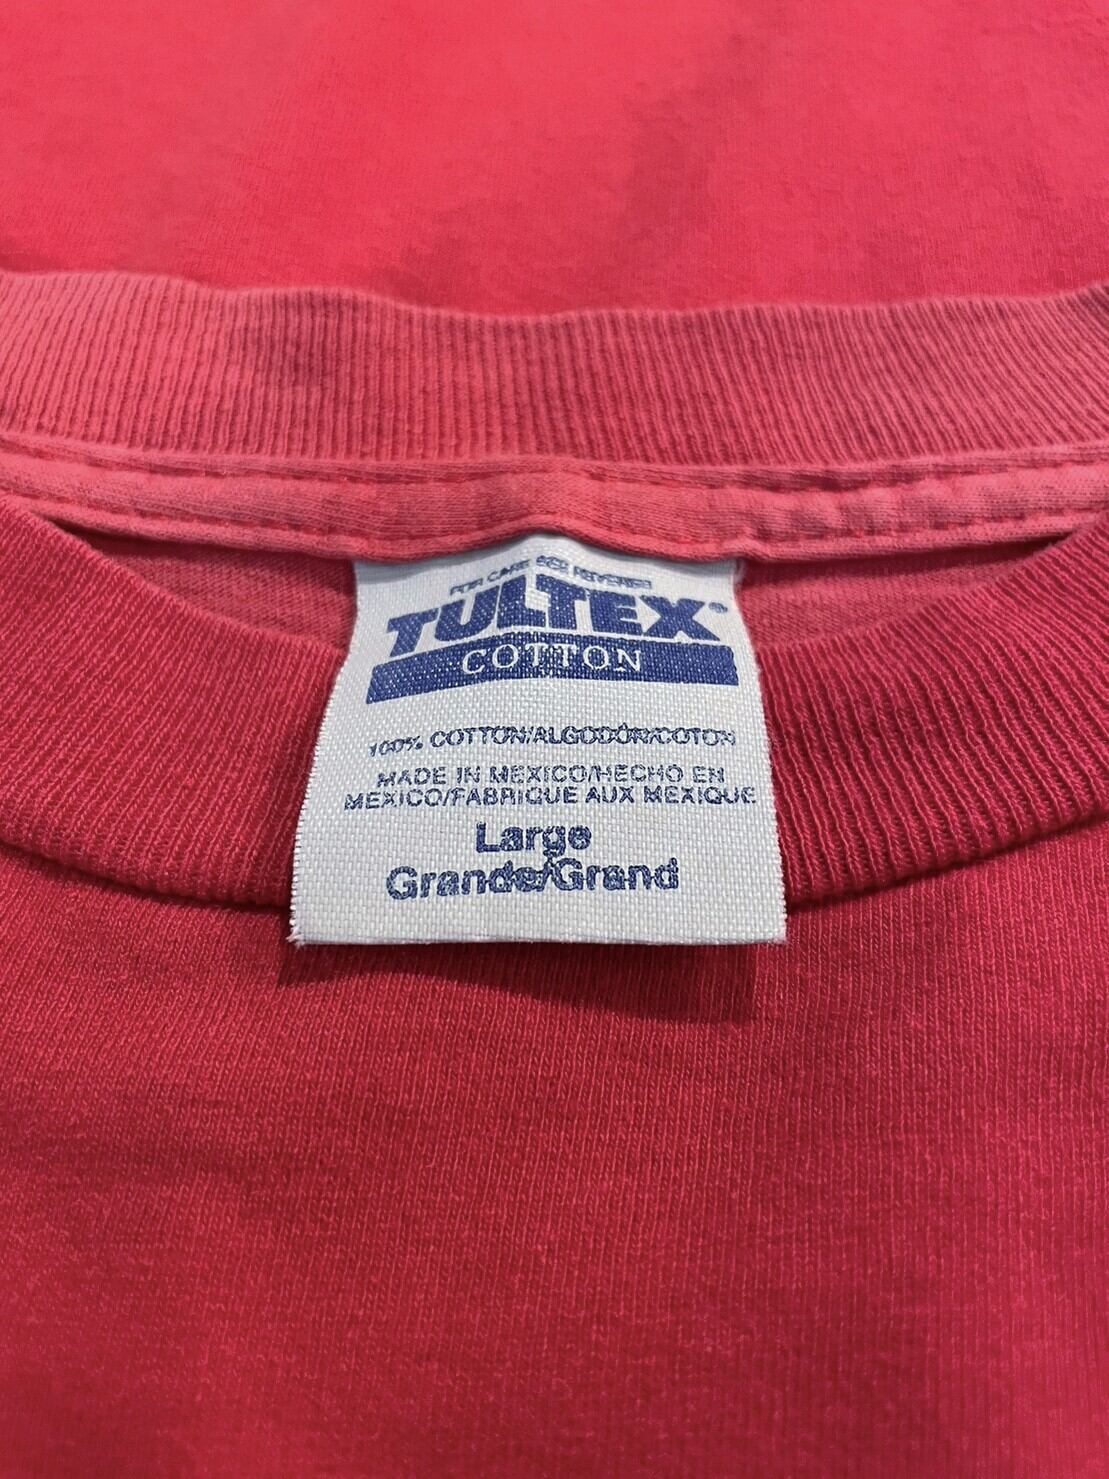 FOR CARE SEE REVERSE
TULTEX®
COTTON
100% COTTON/ALGODÓN/COTON
MADE IN MEXICO/HECHO EN
MEXICO/FABRIQUE AUX MEXIQUE
Large
Grande/Grand